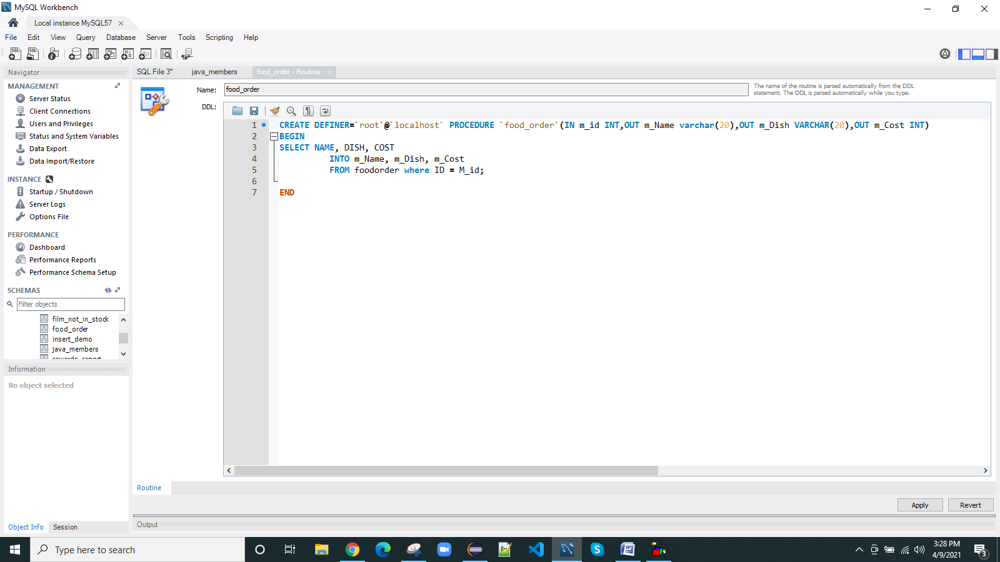 MySQL Workbench
Local instance MySQL57
File Edit View Query Database Server Tools Scripting Help
Navigator
MANAGEMENT
Server Status
Client Connections
Users and Privileges
Status and System Variables
Data Export
Data Import/Restore
INSTANCE
Startup / Shutdown
Server Logs
Options File
PERFORMANCE
Dashboard
Performance Reports
Performance Schema Setup
SCHEMAS
Filter objects
film_not_in_stock
food_order
insert_demo
java_members
rewards_report
Information
No object selected
Object Info Session
SQL File 3* java_members food_order - Routine
Name: food_order
The name of the routine is parsed automatically from the DDL
statement. The DDL is parsed automatically while you type.
DDL:
1 CREATE DEFINER=`root`@`localhost` PROCEDURE `food_order`(IN m_id INT,OUT m_Name varchar(20),OUT m_Dish VARCHAR(20),OUT m_Cost INT)
2 BEGIN
3 SELECT NAME, DISH, COST
4 INTO m_Name, m_Dish, m_Cost
5 FROM foodorder where ID = M_id;
6
7 END
Routine
Apply Revert
Output
Type here to search
3:28 PM
4/9/2021
3